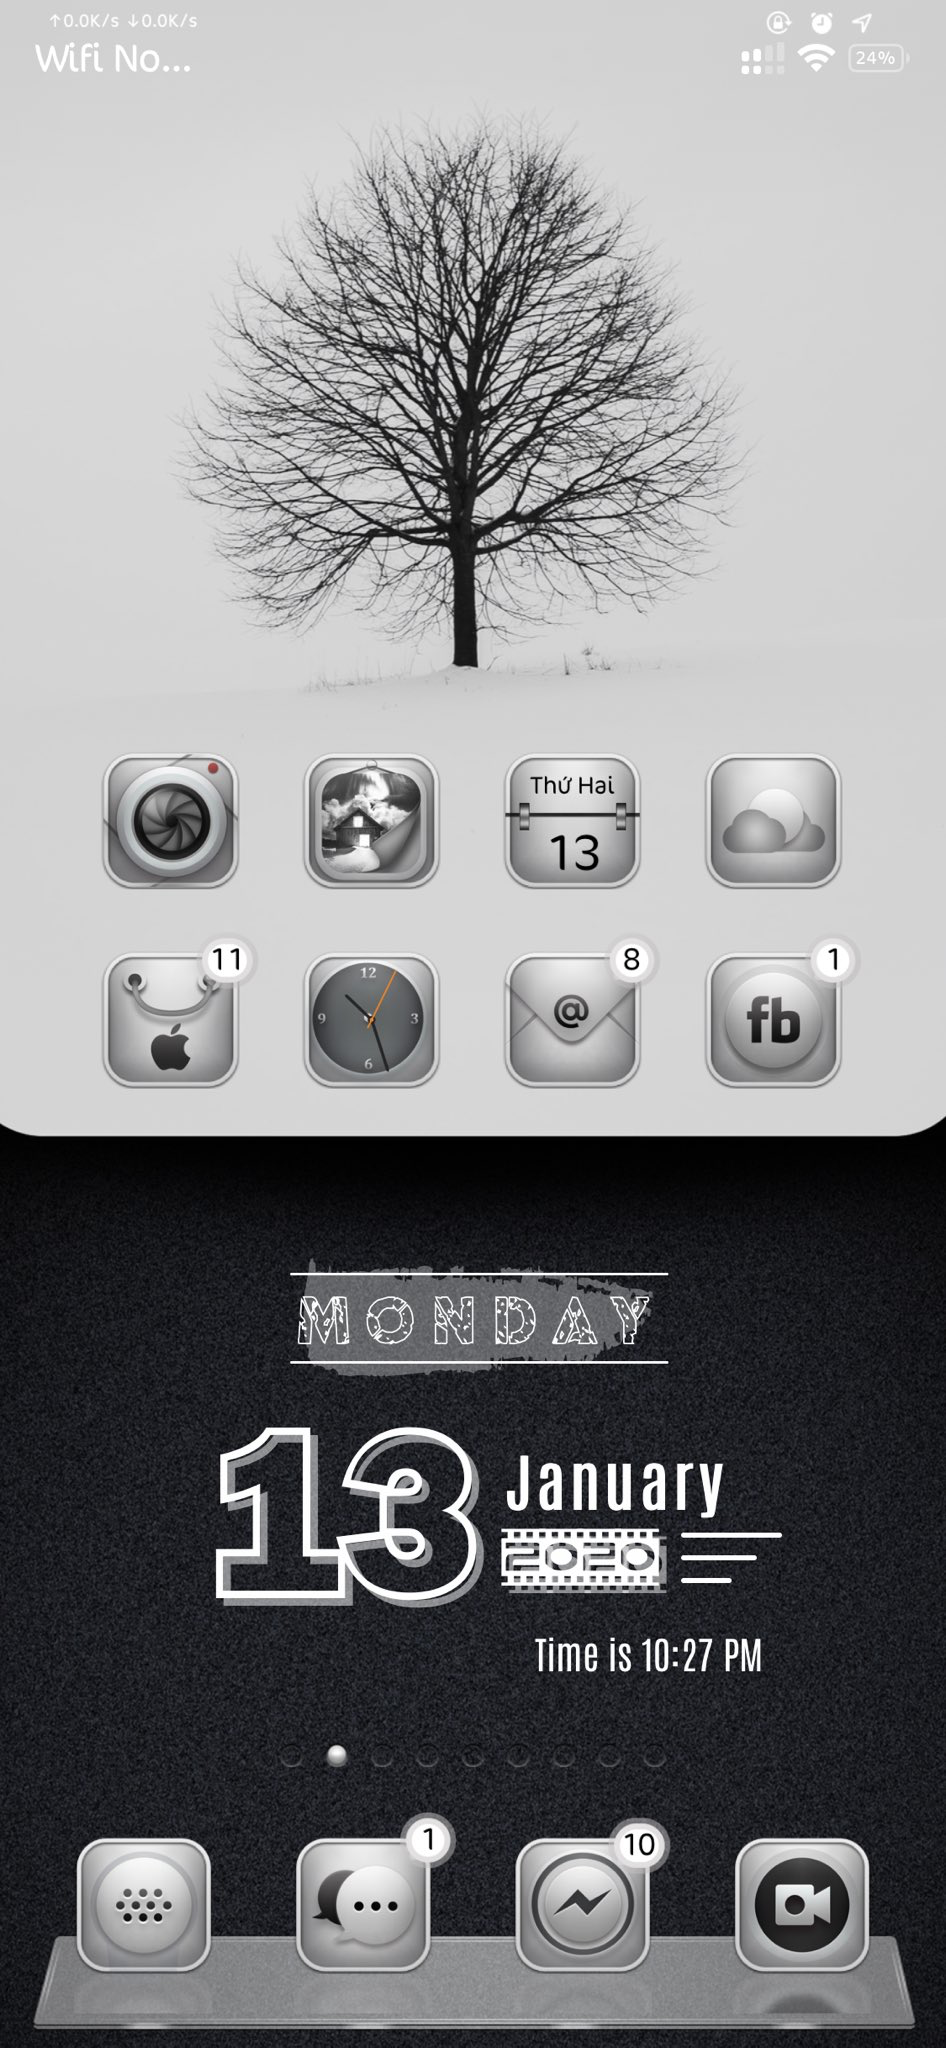 ↑0.0K/s ↓0.0K/s
Wifi No...
24%
Thứ Hai
13
11
12
9
3
6
8
@
1
fb
MONDAY
13
January
2020
Time is 10:27 PM
1
10